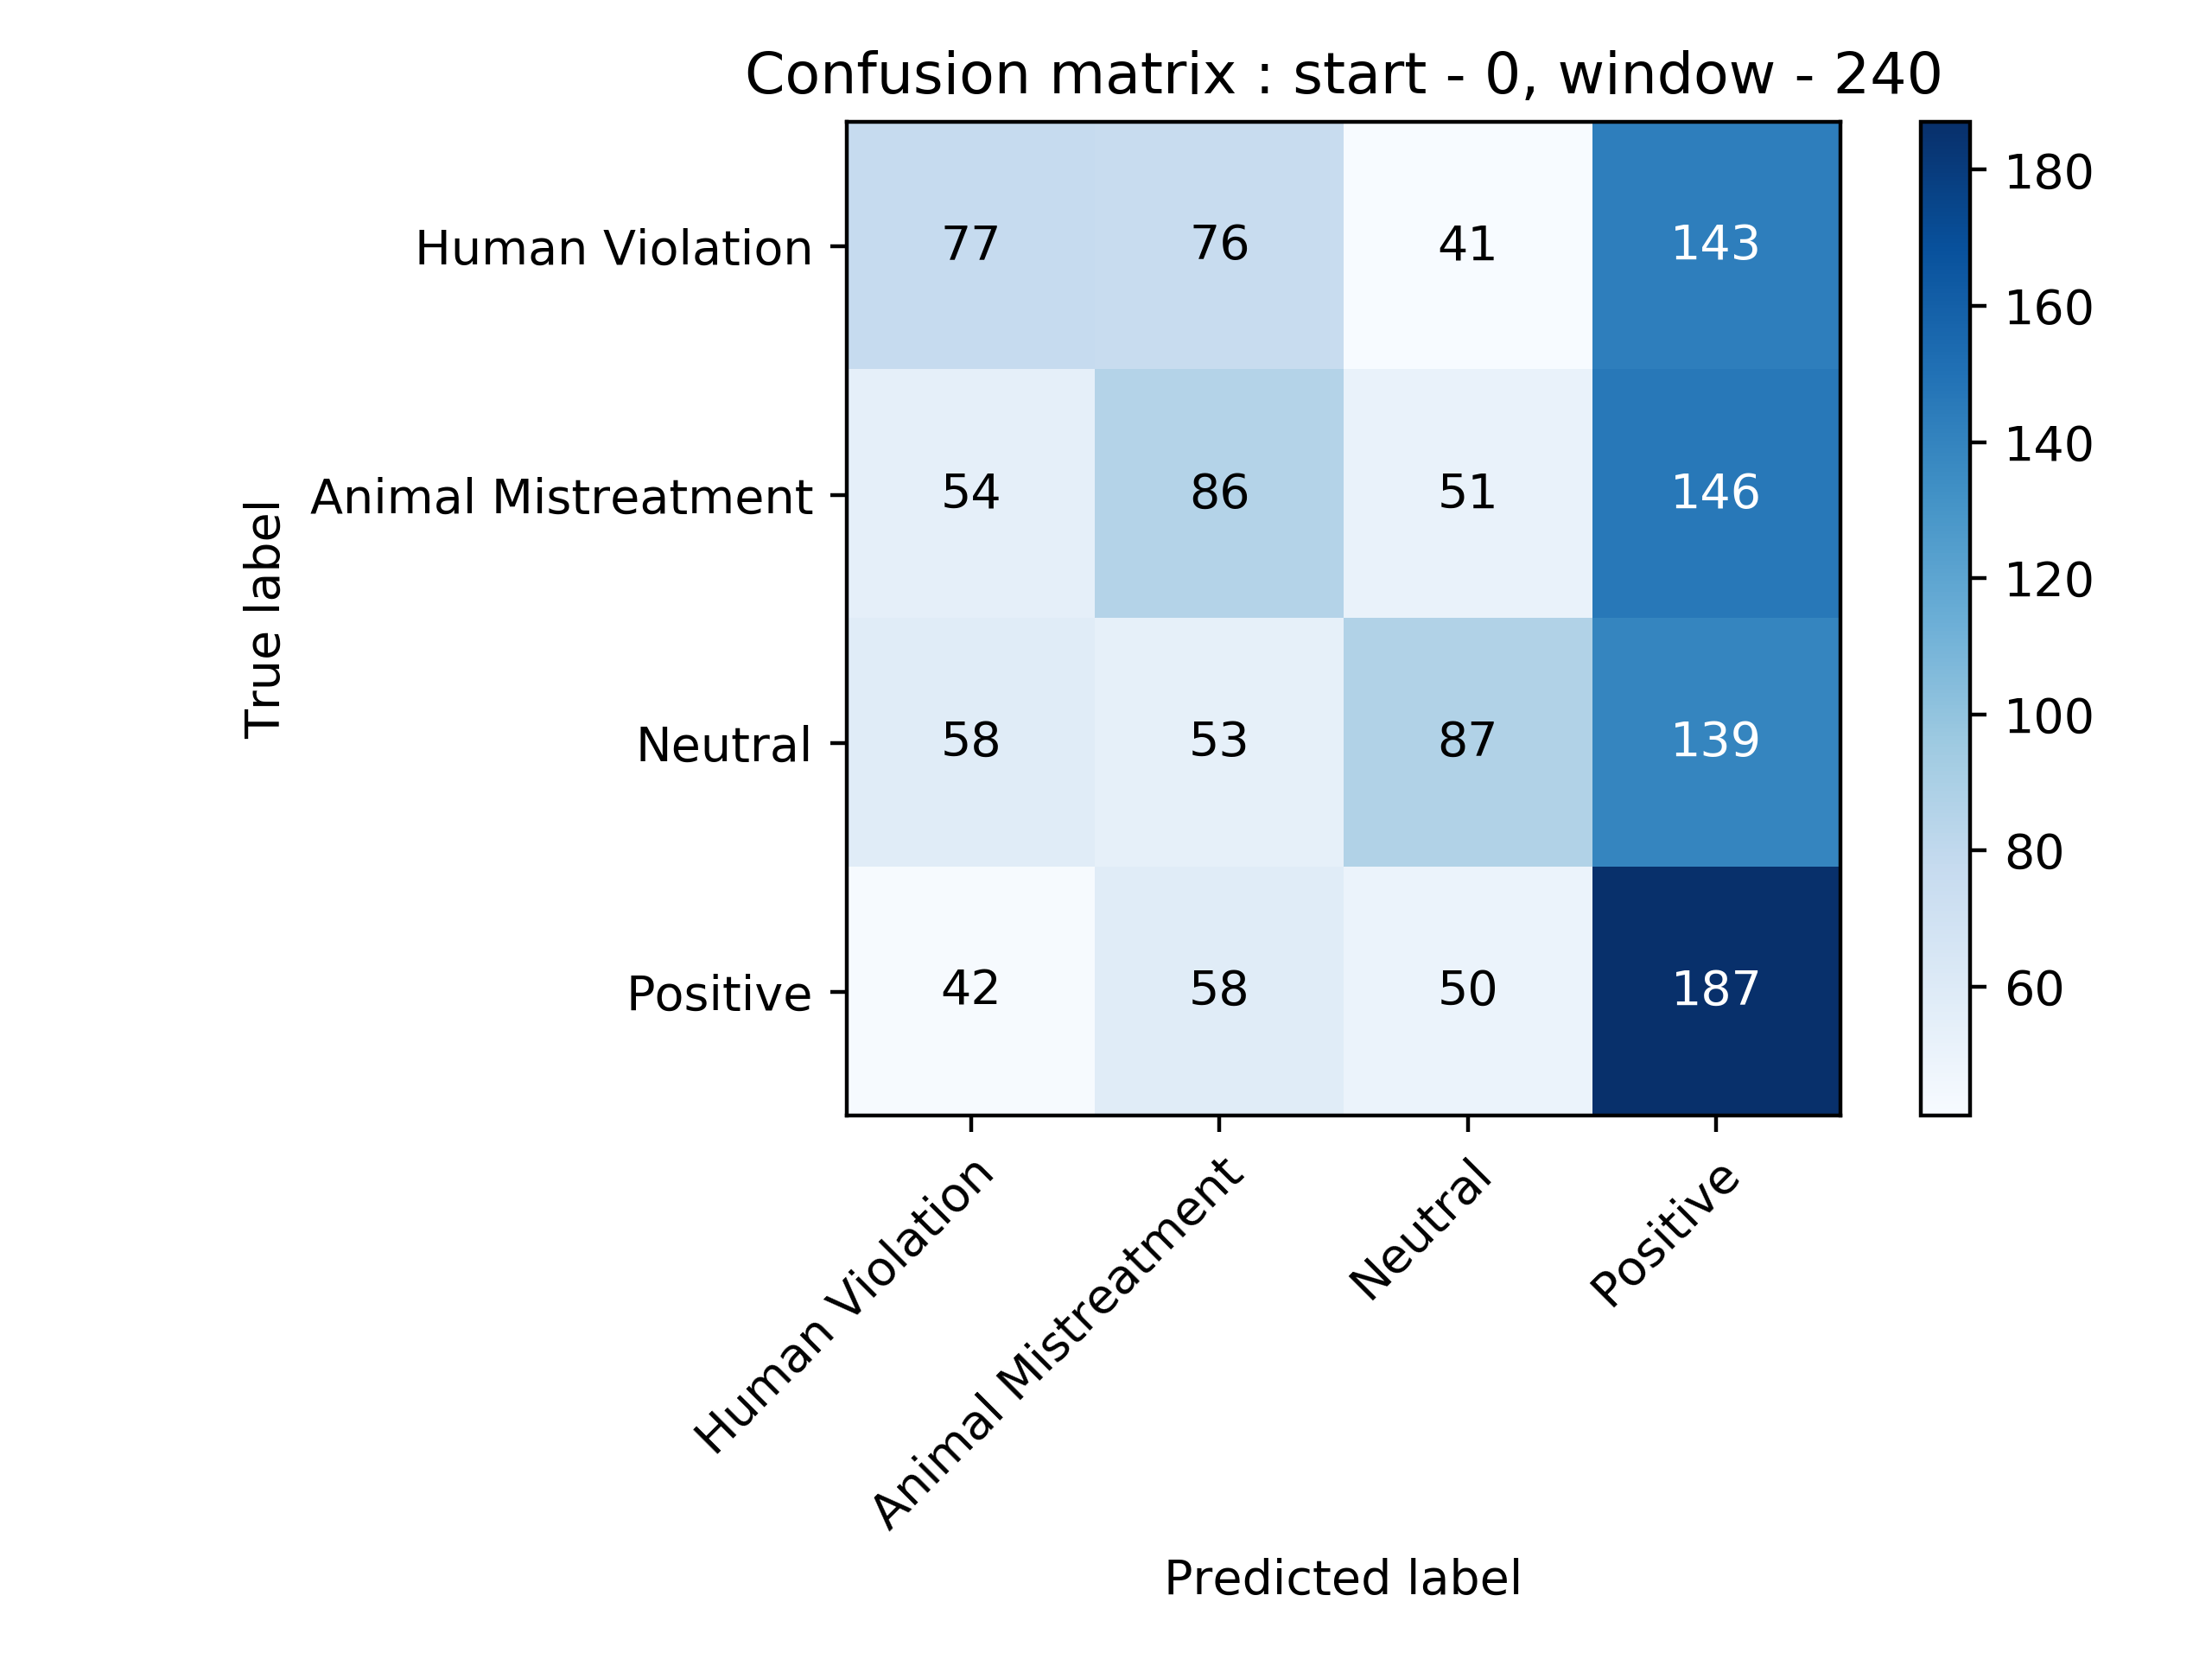 Confusion matrix : start - 0, window - 240
True label
Human Violation 77 76 41 143
Animal Mistreatment 54 86 51 146
Neutral 58 53 87 139
Positive 42 58 50 187
Human Violation
Animal Mistreatment
Neutral
Positive
Predicted label
180
160
140
120
100
80
60